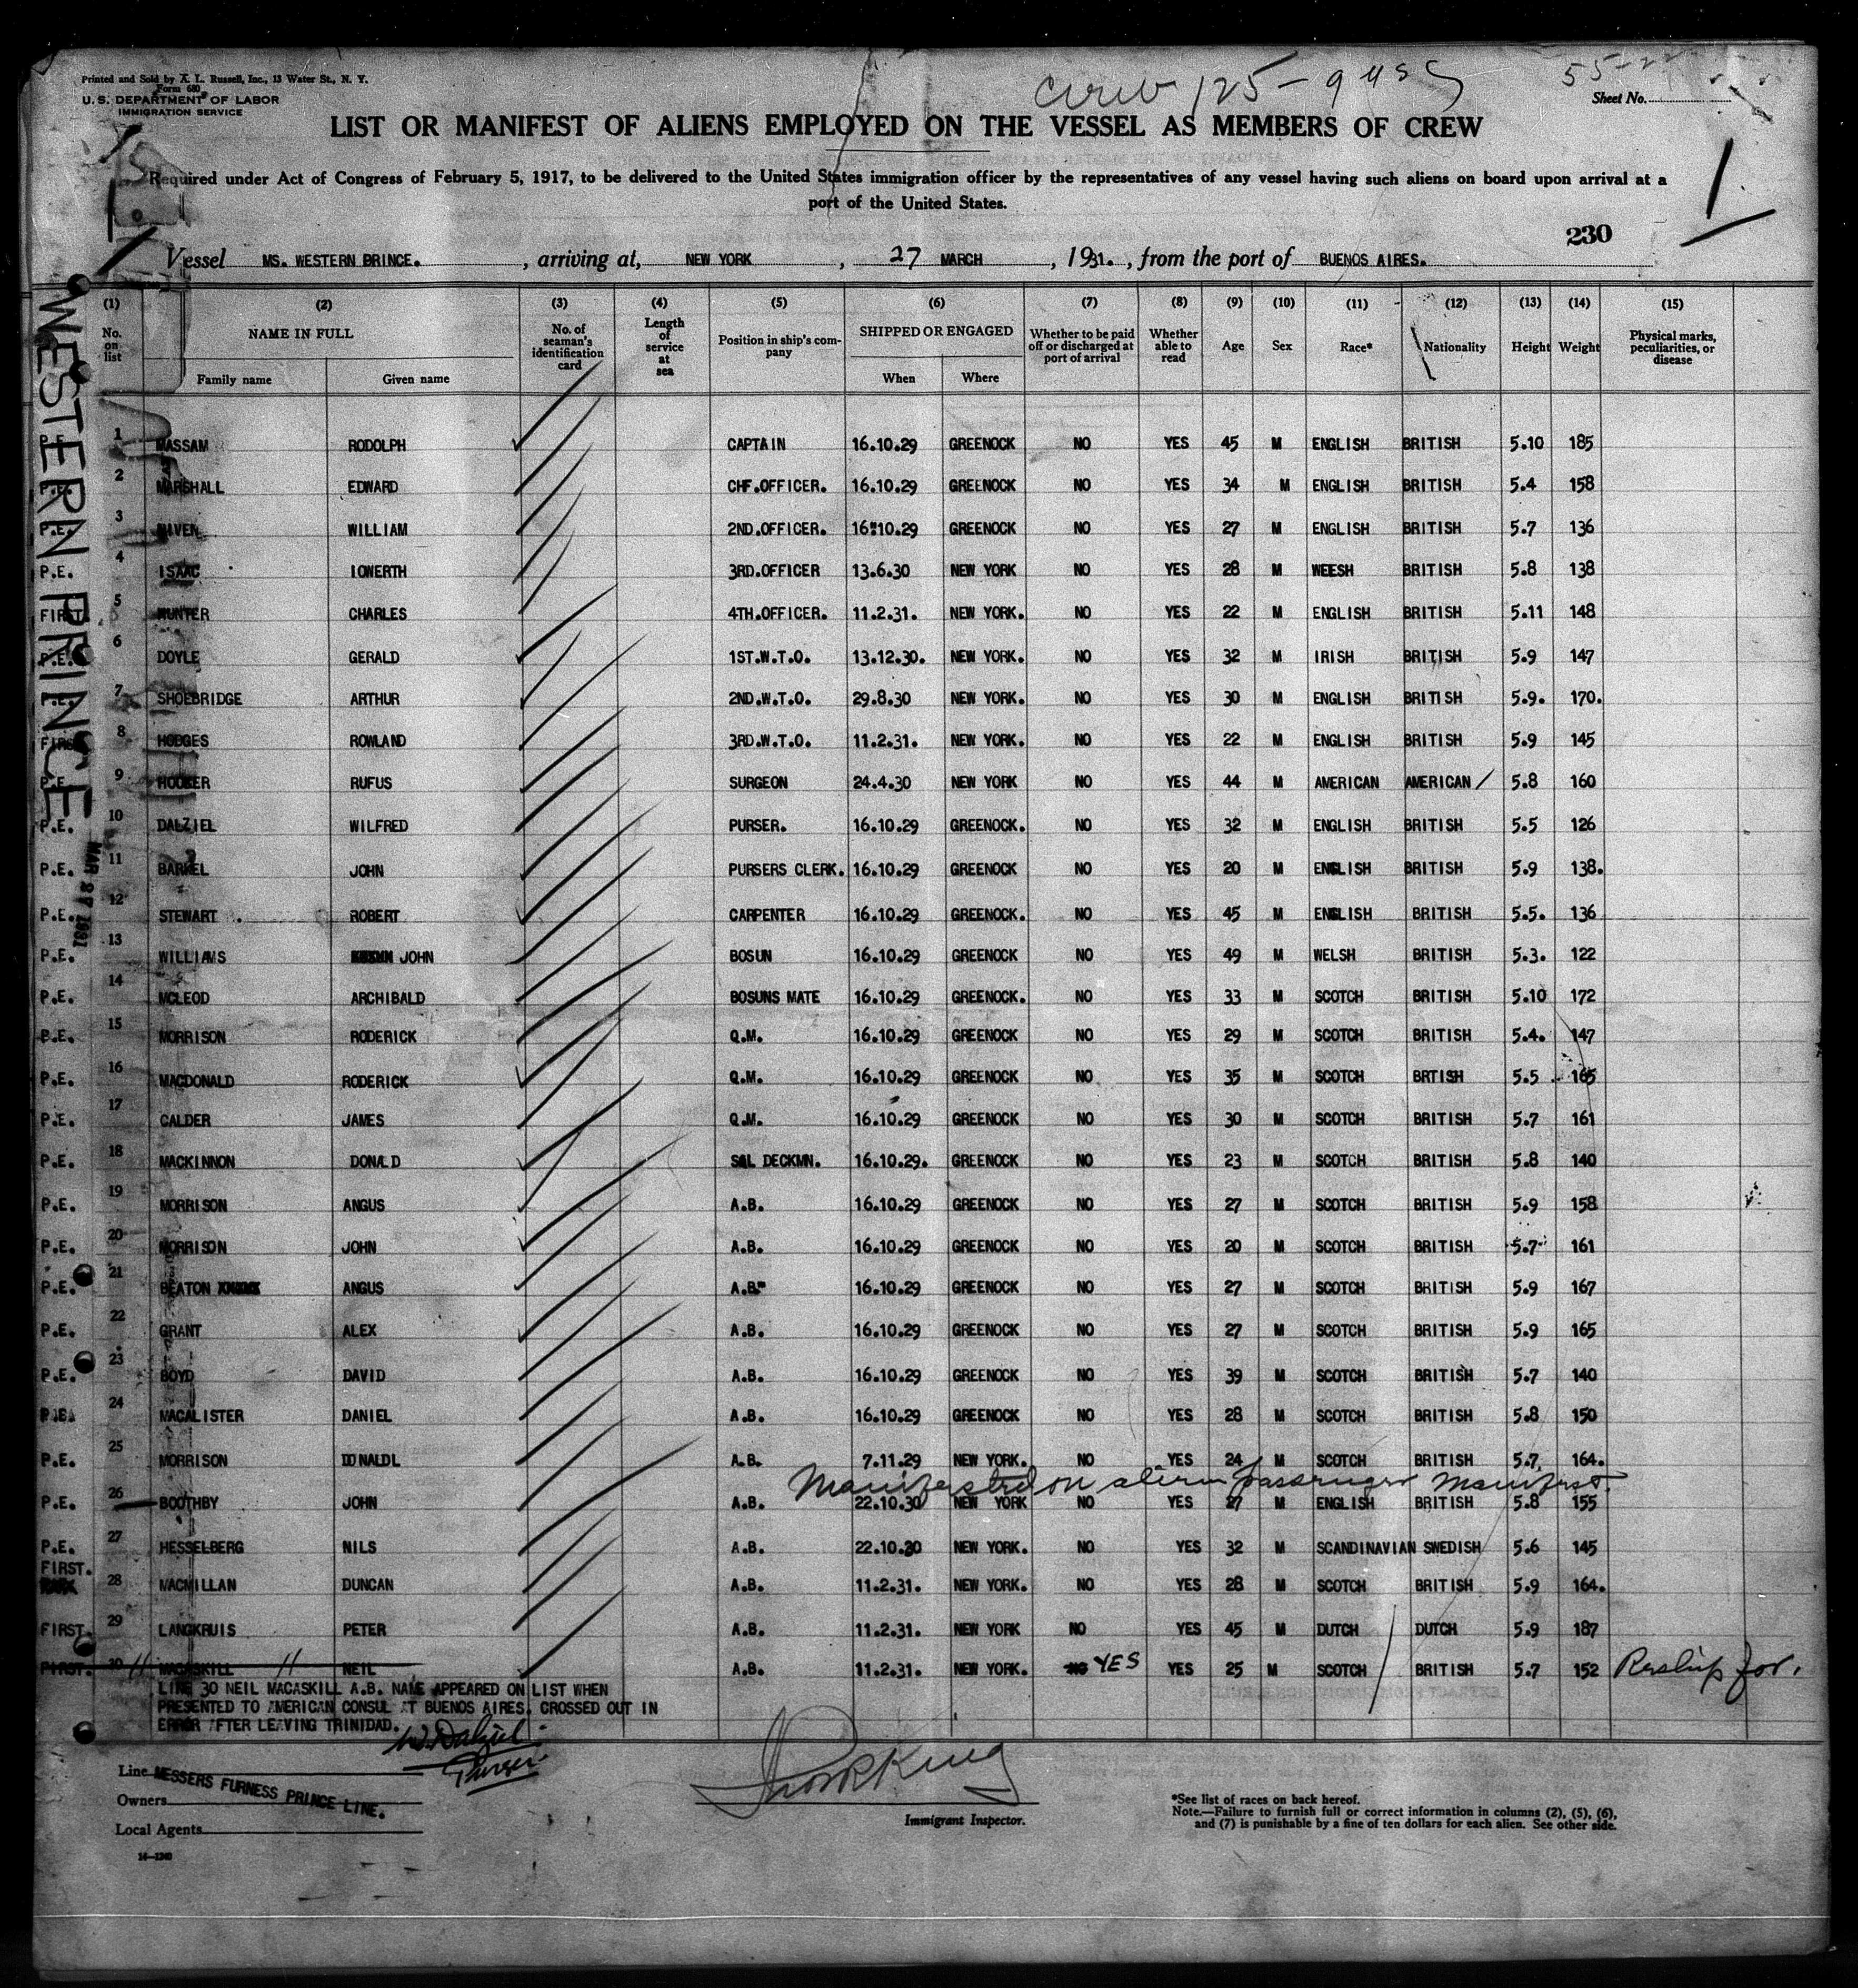 Printed and Sold by A. L. Russell, Inc., 13 Water St., N. Y.
Form 680
U. S. DEPARTMENT OF LABOR
IMMIGRATION SERVICE
Crew 125 - 9 USC
55-22
Sheet No.
LIST OR MANIFEST OF ALIENS EMPLOYED ON THE VESSEL AS MEMBERS OF CREW
Required under Act of Congress of February 5, 1917, to be delivered to the United States immigration officer by the representatives of any vessel having such aliens on board upon arrival at a
port of the United States.
1
230
Vessel MS. WESTERN PRINCE. , arriving at, NEW YORK , 27 MARCH , 1931. , from the port of BUENOS AIRES.
WESTERN PRINCE
MAR 27 1931
(1) (2) (3) (4) (5) (6) (7) (8) (9) (10) (11) (12) (13) (14) (15)
No. on list NAME IN FULL Family name Given name No. of seaman's identification card Length of service at sea Position in ship's company SHIPPED OR ENGAGED When Where Whether to be paid off or discharged at port of arrival Whether able to read Age Sex Race* Nationality Height Weight Physical marks, peculiarities, or disease
P.E. 1 MASSAM RODOLPH CAPTAIN 16.10.29 GREENOCK NO YES 45 M ENGLISH BRITISH 5.10 185
P.E. 2 MARSHALL EDWARD CHF.OFFICER. 16.10.29 GREENOCK NO YES 34 M ENGLISH BRITISH 5.4 158
P.E. 3 WILLIAM 2ND.OFFICER. 16.10.29 GREENOCK NO YES 27 M ENGLISH BRITISH 5.7 136
P.E. 4 ISAAC IOWERTH 3RD.OFFICER 13.6.30 NEW YORK NO YES 28 M WEESH BRITISH 5.8 138
FIRST 5 HUNTER CHARLES 4TH.OFFICER. 11.2.31. NEW YORK. NO YES 22 M ENGLISH BRITISH 5.11 148
P.E. 6 DOYLE GERALD 1ST.W.T.O. 13.12.30. NEW YORK. NO YES 32 M IRISH BRITISH 5.9 147
P.E. 7 SHOEBRIDGE ARTHUR 2ND.W.T.O. 29.8.30 NEW YORK. NO YES 30 M ENGLISH BRITISH 5.9. 170.
FIRST 8 HODGES ROWLAND 3RD.W.T.O. 11.2.31. NEW YORK. NO YES 22 M ENGLISH BRITISH 5.9 145
P.E. 9 HOOKER RUFUS SURGEON 24.4.30 NEW YORK NO YES 44 M AMERICAN AMERICAN / 5.8 160
P.E. 10 DALZIEL WILFRED PURSER. 16.10.29 GREENOCK. NO YES 32 M ENGLISH BRITISH 5.5 126
P.E. 11 BARKEL JOHN PURSERS CLERK. 16.10.29 GREENOCK NO YES 20 M ENGLISH BRITISH 5.9 138.
P.E. 12 STEWART . ROBERT CARPENTER 16.10.29 GREENOCK. NO YES 45 M ENGLISH BRITISH 5.5. 136
P.E. 13 WILLIAMS JOHN BOSUN 16.10.29 GREENOCK NO YES 49 M WELSH BRITISH 5.3. 122
P.E. 14 MCLEOD ARCHIBALD BOSUNS MATE 16.10.29 GREENOCK. NO YES 33 M SCOTCH BRITISH 5.10 172
P.E. 15 MORRISON RODERICK Q.M. 16.10.29 GREENOCK NO YES 29 M SCOTCH BRITISH 5.4. 147
P.E. 16 MACDONALD RODERICK Q.M. 16.10.29 GREENOCK NO YES 35 M SCOTCH BRTISH 5.5 165
P.E. 17 CALDER JAMES Q.M. 16.10.29 GREENOCK NO YES 30 M SCOTCH BRITISH 5.7 161
P.E. 18 MACKINNON DONALD SAL DECKMN. 16.10.29. GREENOCK NO YES 23 M SCOTCH BRITISH 5.8 140
P.E. 19 MORRISON ANGUS A.B. 16.10.29 GREENOCK NO YES 27 M SCOTCH BRITISH 5.9 158
P.E. 20 MORRISON JOHN A.B. 16.10.29 GREENOCK NO YES 20 M SCOTCH BRITISH 5.7 161
P.E. 21 BEATON ANGUS A.B. 16.10.29 GREENOCK NO YES 27 M SCOTCH BRITISH 5.9 167
P.E. 22 GRANT ALEX A.B. 16.10.29 GREENOCK NO YES 27 M SCOTCH BRITISH 5.9 165
P.E. 23 BOYD DAVID A.B. 16.10.29 GREENOCK NO YES 39 M SCOTCH BRITISH 5.7 140
P.E. 24 MACALISTER DANIEL A.B. 16.10.29 GREENOCK NO YES 28 M SCOTCH BRITISH 5.8 150
P.E. 25 MORRISON DONALDL A.B. 7.11.29 NEW YORK. NO YES 24 M SCOTCH BRITISH 5.7 164.
Manifested on alien passenger Manifest.
P.E. 26 BOOTHBY JOHN A.B. 22.10.30 NEW YORK NO YES 27 M ENGLISH BRITISH 5.8 155
P.E. 27 HESSELBERG NILS A.B. 22.10.30 NEW YORK. NO YES 32 M SCANDINAVIAN SWEDISH 5.6 145
FIRST. 28 MACMILLAN DUNCAN A.B. 11.2.31. NEW YORK. NO YES 28 M SCOTCH BRITISH 5.9 164.
FIRST. 29 LANGKRUIS PETER A.B. 11.2.31. NEW YORK NO YES 45 M DUTCH DUTCH 5.9 187
FIRST. 30 MACASKILL NEIL A.B. 11.2.31. NEW YORK. NO YES YES 25 M SCOTCH BRITISH 5.7 152 Reship for.
LINE 30 NEIL MACASKILL A.B. NAME APPEARED ON LIST WHEN
PRESENTED TO AMERICAN CONSUL AT BUENOS AIRES. CROSSED OUT IN
ERROR AFTER LEAVING TRINIDAD.
W. Dalziel
Purser
Line MESSERS FURNESS PRINCE LINE.
Owners
Local Agents
14—1240
Immigrant Inspector.
*See list of races on back hereof.
Note.—Failure to furnish full or correct information in columns (2), (5), (6),
and (7) is punishable by a fine of ten dollars for each alien. See other side.